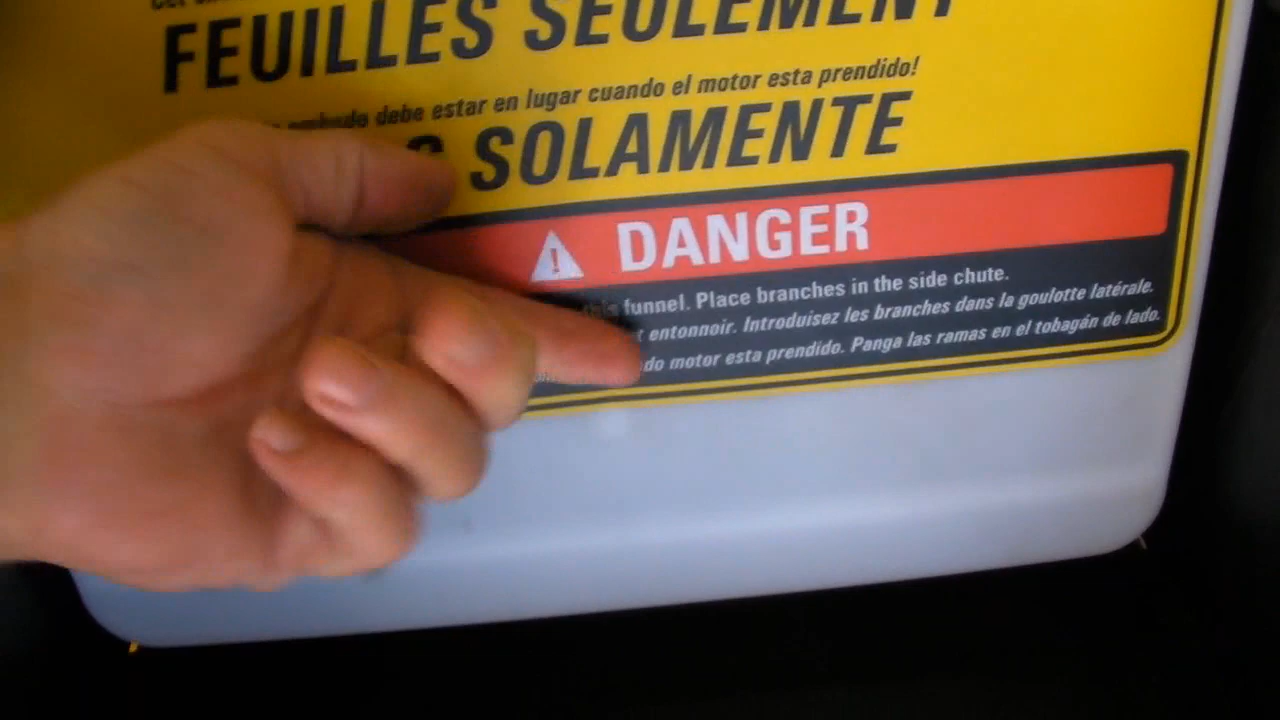 FEUILLES SEULEMENT
debe estar en lugar cuando el motor esta prendido!
SOLAMENTE
DANGER
funnel. Place branches in the side chute.
entonnoir. Introduisez les branches dans la goulotte latérale.
do motor esta prendido. Panga las ramas en el tobagán de lado.